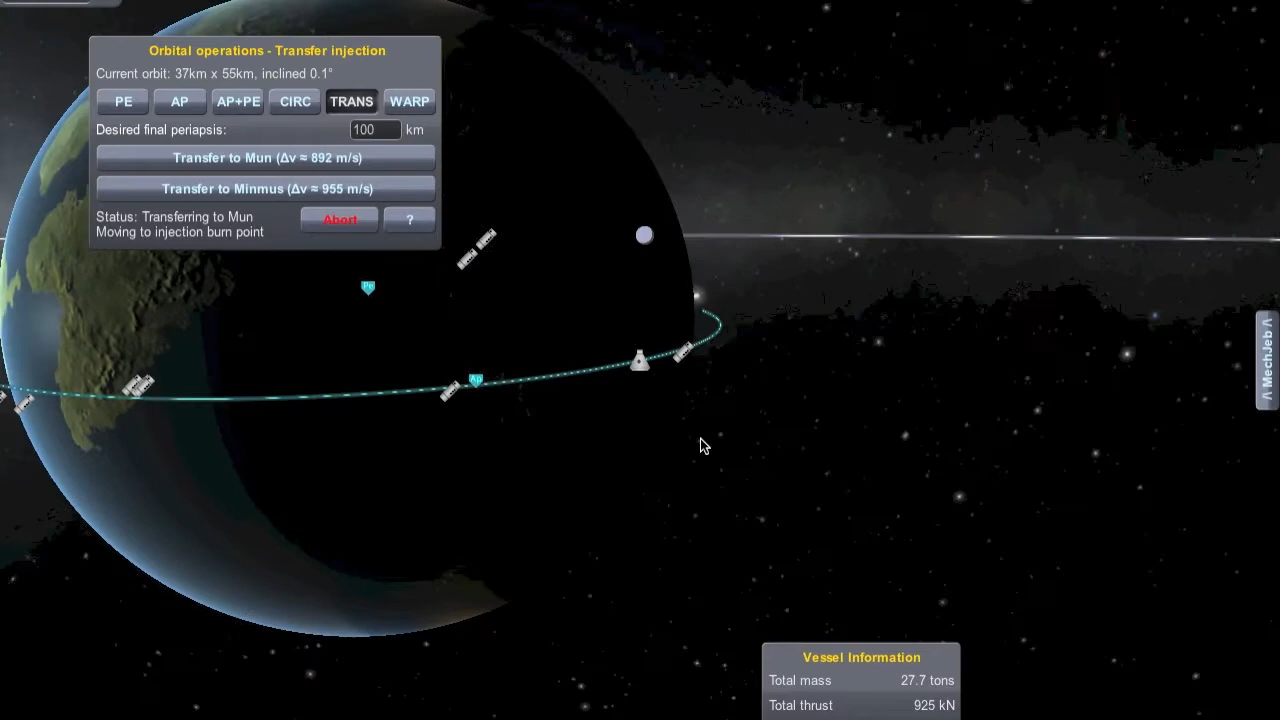 Orbital operations - Transfer injection
Current orbit: 37km x 55km, inclined 0.1°
PE AP AP+PE CIRC TRANS WARP
Desired final periapsis: 100 km
Transfer to Mun (Δv ≈ 892 m/s)
Transfer to Minmus (Δv ≈ 955 m/s)
Status: Transferring to Mun
Moving to injection burn point
Abort ?
Pe
Ap
Λ MechJeb Λ
Vessel Information
Total mass 27.7 tons
Total thrust 925 kN